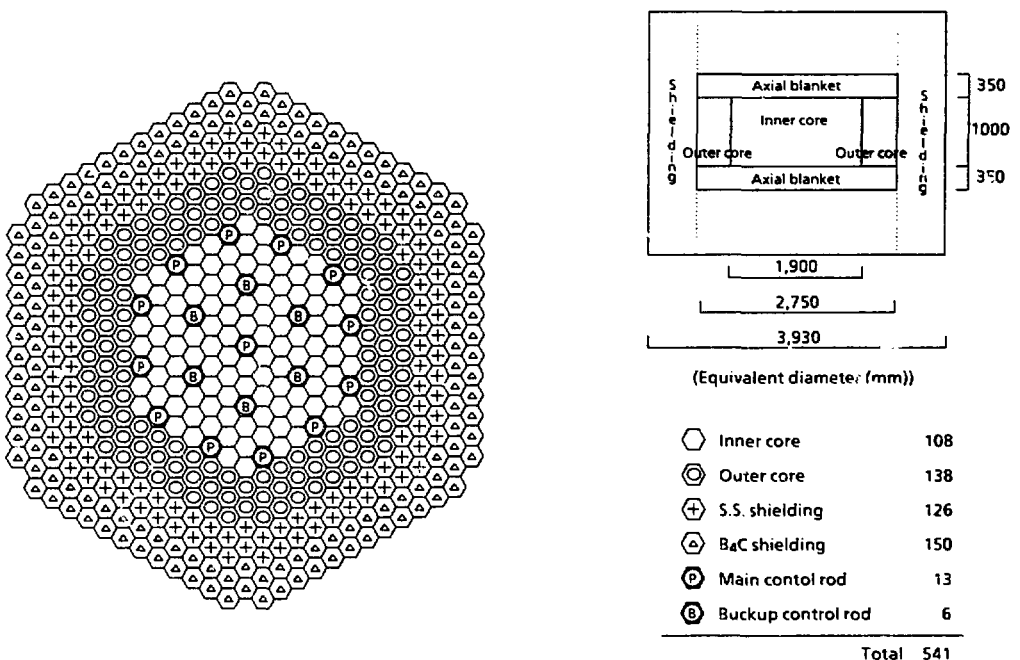 Axial blanket
Inner core
Outer core Outer core
Axial blanket
Shielding
Shielding
350
1000
350
1,900
2,750
3,930
(Equivalent diameter (mm))
Inner core 108
Outer core 138
S.S. shielding 126
B₄C shielding 150
P Main contol rod 13
B Buckup control rod 6
Total 541
P
P
P
P
B
P
B
B
P
P
P
B
B
P
B
P
P
P
P